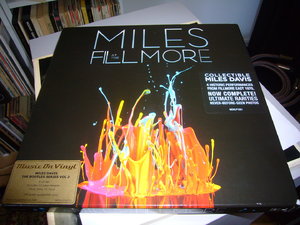 MILES
AT THE
FILLMORE
COLLECTIBLE
MILES DAVIS
4 HISTORIC PERFORMANCES
FROM FILLMORE EAST 1970,
NOW COMPLETE!
ULTIMATE RARITIES
NEVER-BEFORE-SEEN PHOTOS
Music On Vinyl
MILES DAVIS
THE BOOTLEG SERIES VOL. 3